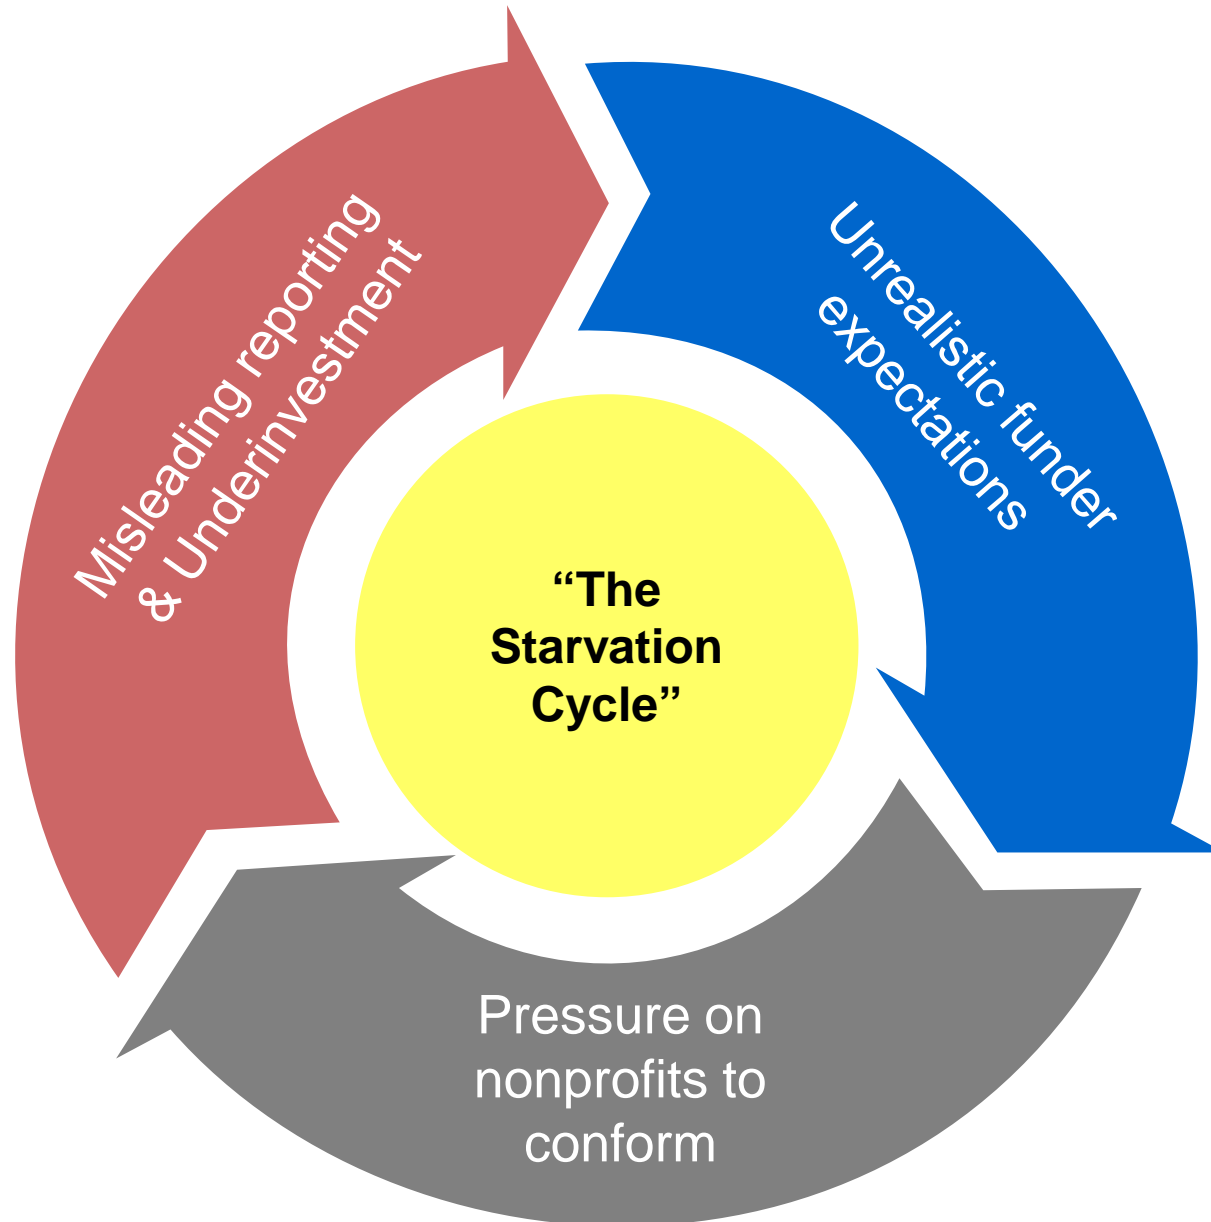 Misleading reporting
& Underinvestment
Unrealistic funder
expectations
“The
Starvation
Cycle”
Pressure on
nonprofits to
conform